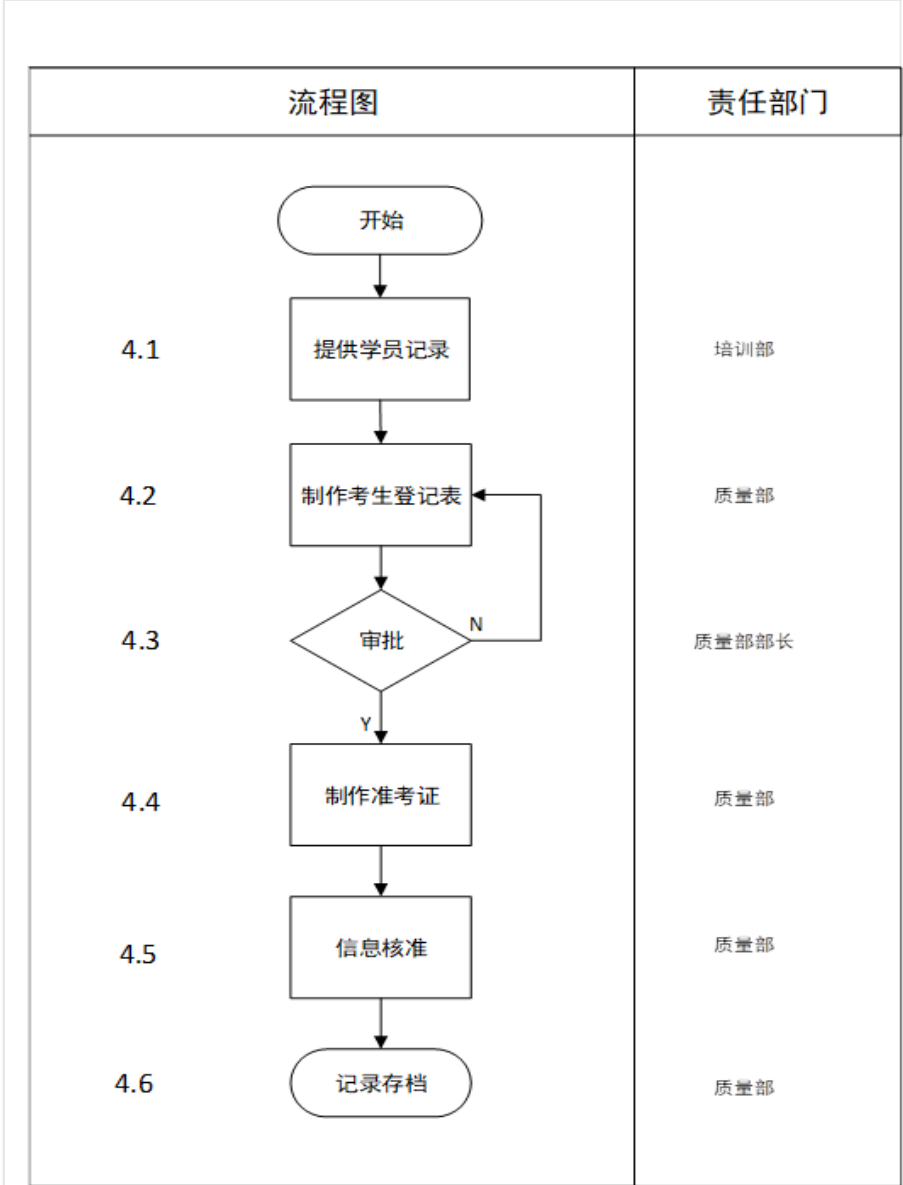 流程图 责任部门
开始
4.1 提供学员记录 培训部
4.2 制作考生登记表 质量部
N
4.3 审批 质量部部长
Y
4.4 制作准考证 质量部
4.5 信息核准 质量部
4.6 记录存档 质量部